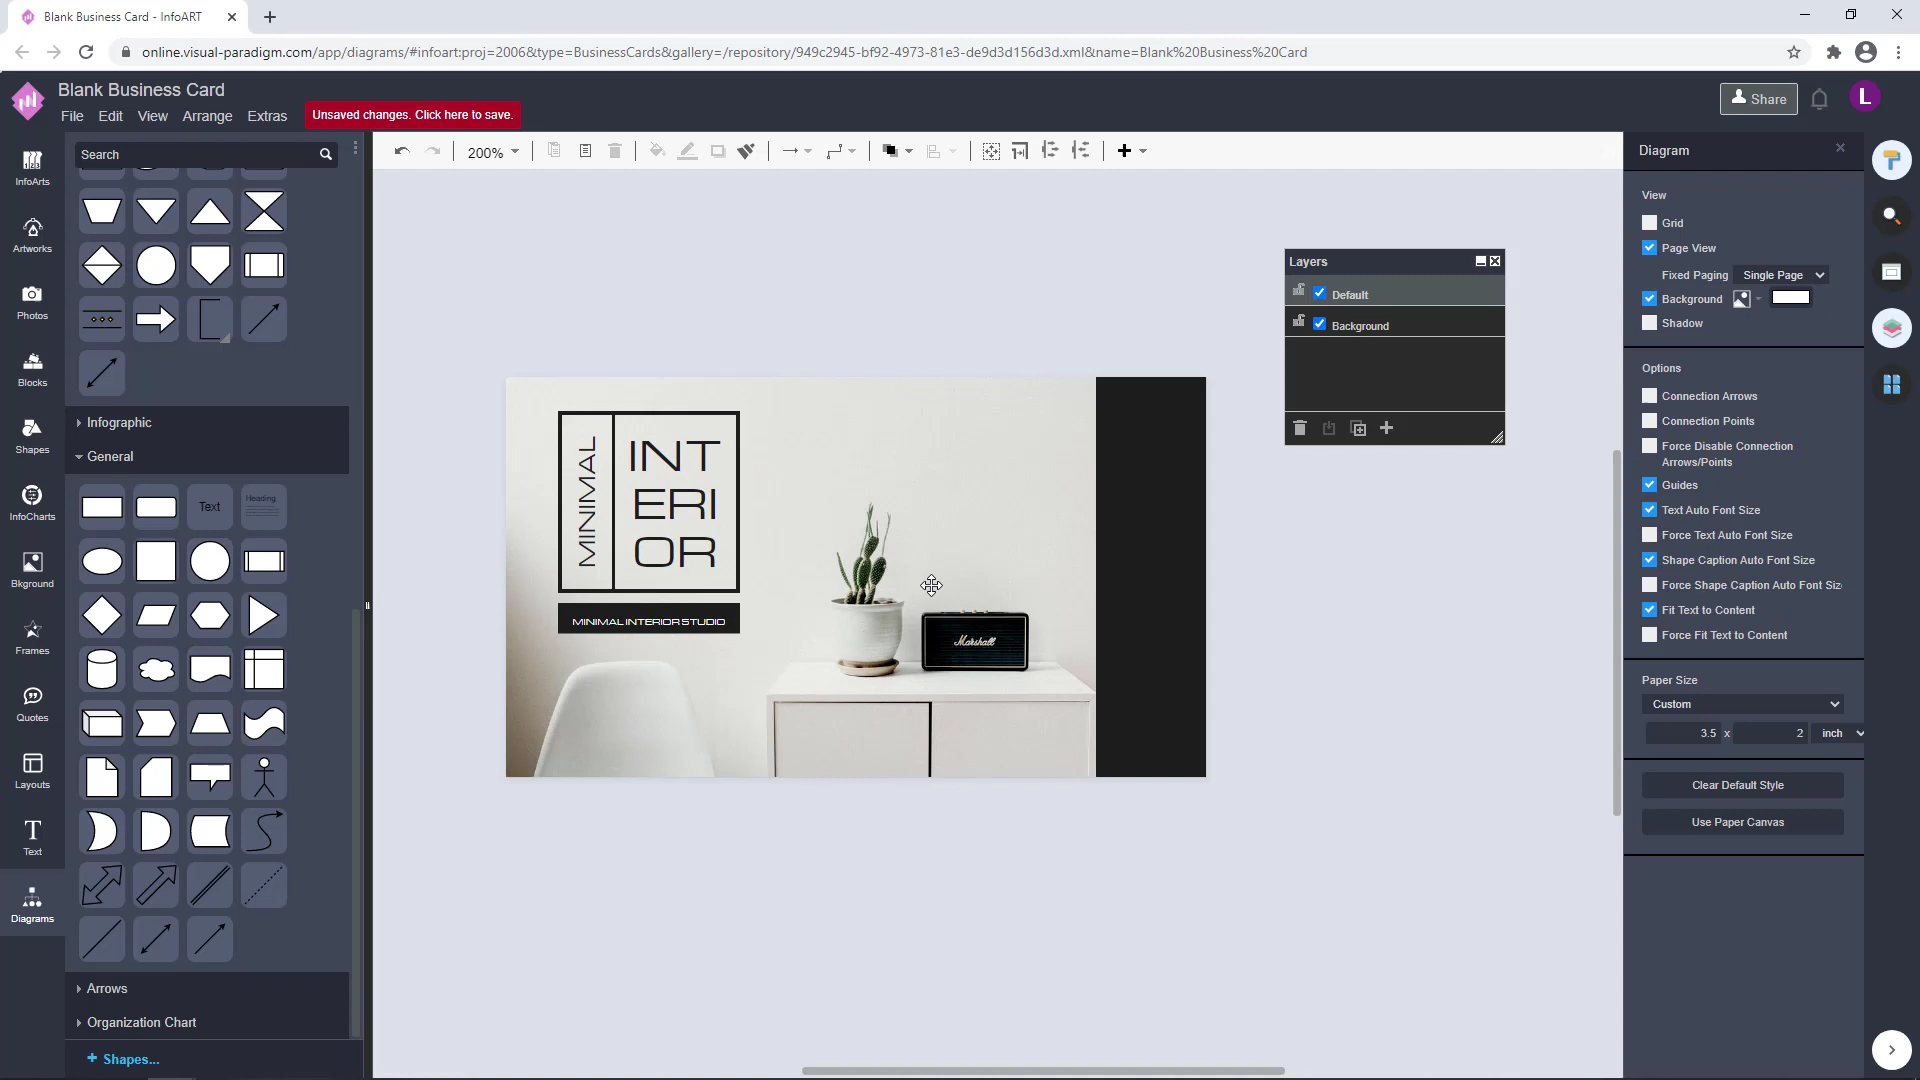 Blank Business Card - InfoART
online.visual-paradigm.com/app/diagrams/#infoart:proj=2006&type=BusinessCards&gallery=/repository/949c2945-bf92-4973-81e3-de9d3d156d3d.xml&name=Blank%20Business%20Card
Blank Business Card
File Edit View Arrange Extras
Unsaved changes. Click here to save.
Share
L
Search
200%
InfoArts
Artworks
Photos
Blocks
Shapes
InfoCharts
Bkground
Frames
Quotes
Layouts
Text
Diagrams
Infographic
General
Text
Heading
Arrows
Organization Chart
+ Shapes...
MINIMAL
INT
ERI
OR
MINIMAL INTERIOR STUDIO
Marshall
Layers
Default
Background
Diagram
View
Grid
Page View
Fixed Paging Single Page
Background
Shadow
Options
Connection Arrows
Connection Points
Force Disable Connection
Arrows/Points
Guides
Text Auto Font Size
Force Text Auto Font Size
Shape Caption Auto Font Size
Force Shape Caption Auto Font Siz
Fit Text to Content
Force Fit Text to Content
Paper Size
Custom
3.5 x 2 inch
Clear Default Style
Use Paper Canvas